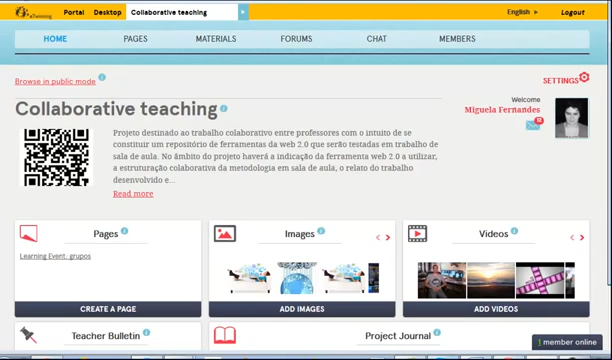 eTwinning Portal Desktop Collaborative teaching English Logout
HOME PAGES MATERIALS FORUMS CHAT MEMBERS
Browse in public mode
SETTINGS
Collaborative teaching
Welcome
Miguela Fernandes
Projeto destinado ao trabalho colaborativo entre professores com o intuito de se
constituir um repositório de ferramentas da web 2.0 que serão testadas em trabalho de
sala de aula. No âmbito do projeto haverá a indicação da ferramenta web 2.0 a utilizar,
a estruturação colaborativa da metodologia em sala de aula, o relato do trabalho
desenvolvido e...
Read more
Pages
Images
Videos
Learning Event: grupos
CREATE A PAGE
ADD IMAGES
ADD VIDEOS
Teacher Bulletin
Project Journal
1 member online